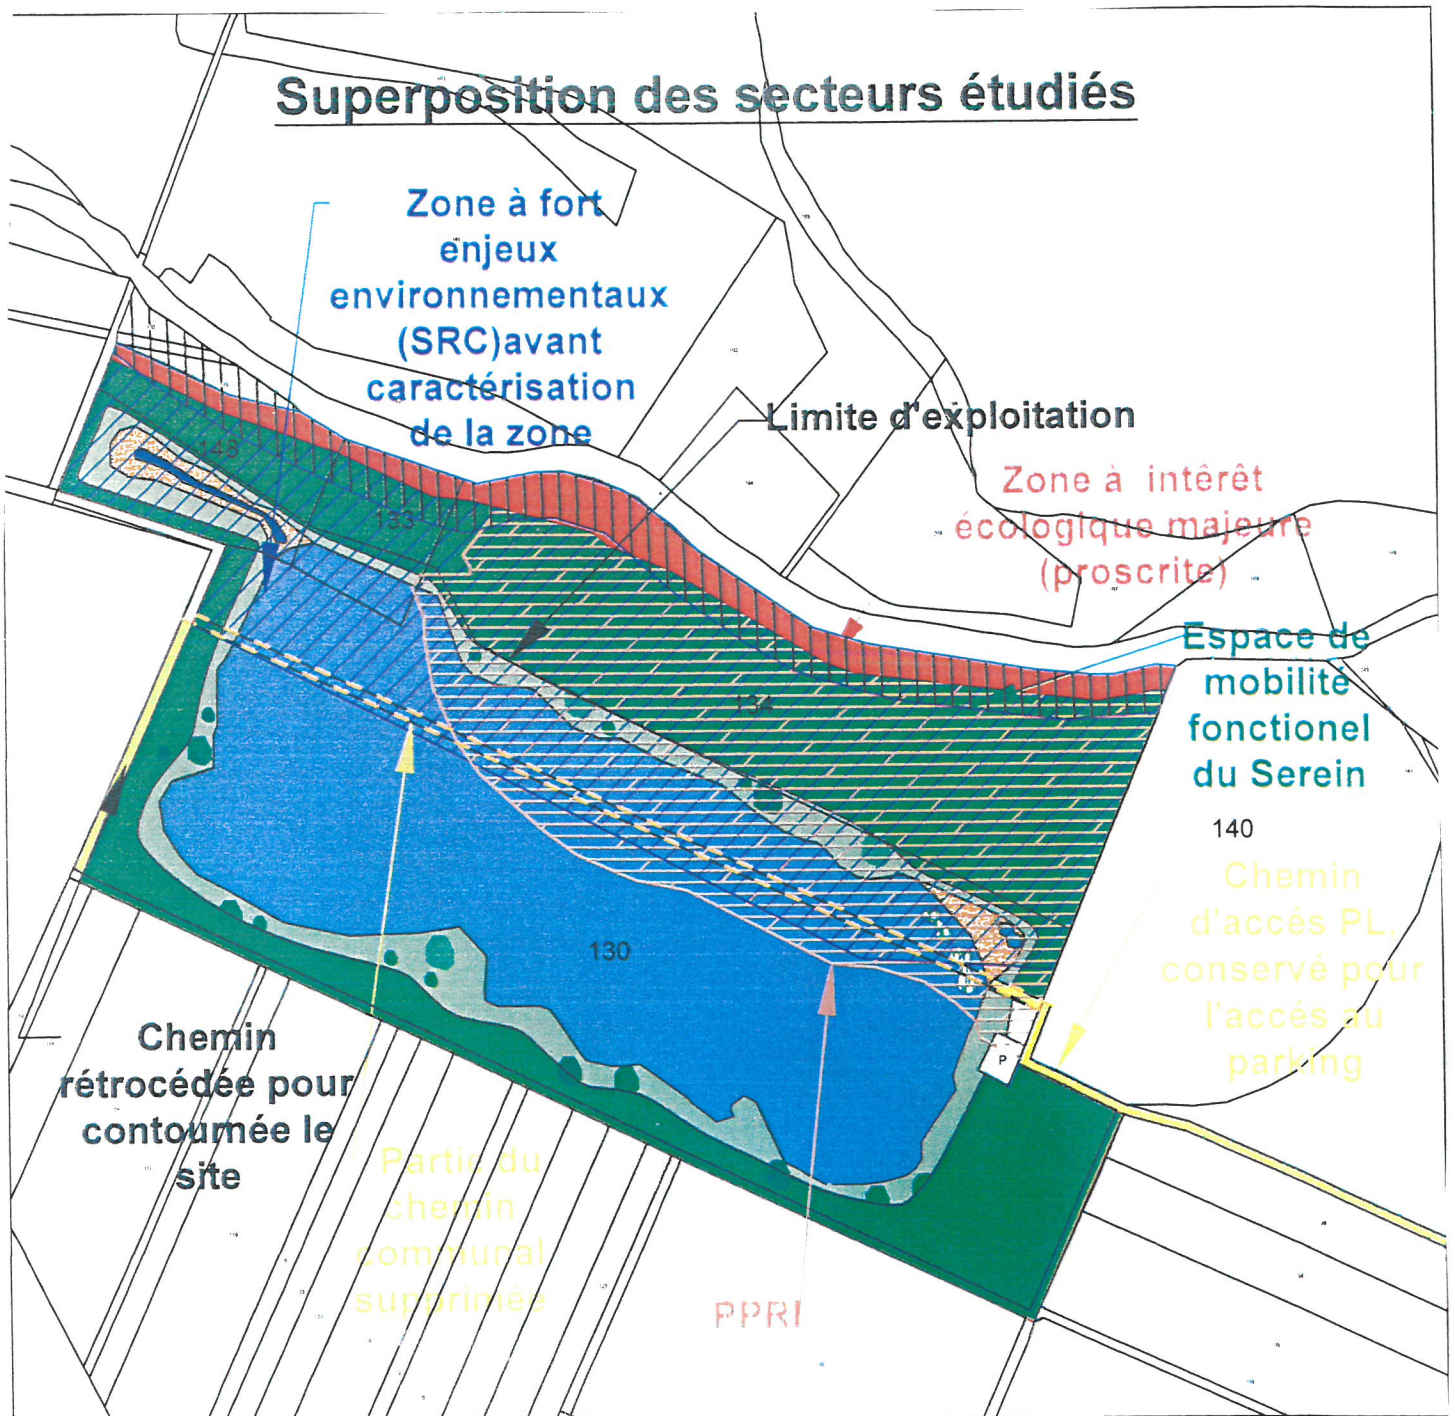 Superposition des secteurs étudiés
Zone à fort
enjeux
environnementaux
(SRC)avant
caractérisation
de la zone
Limite d'exploitation
Zone à intêrêt
écologique majeure
(proscrite)
Espace de
mobilité
fonctionel
du Serein
148
133
134
140
130
P
Chemin
d'accés PL,
conservé pour
l'accés au
parking
Chemin
rétrocédée pour
contournée le
site
Partie du
chemin
communal
supprimée
PPRI